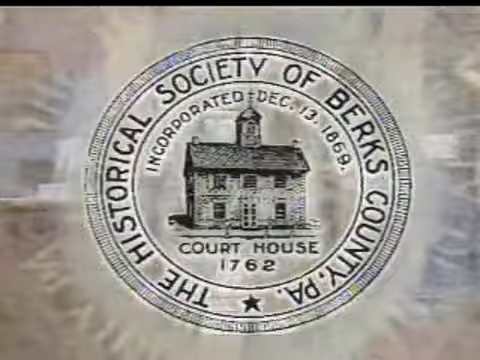 THE HISTORICAL SOCIETY OF BERKS COUNTY, PA.
INCORPORATED DEC. 13, 1869.
COURT HOUSE
1762